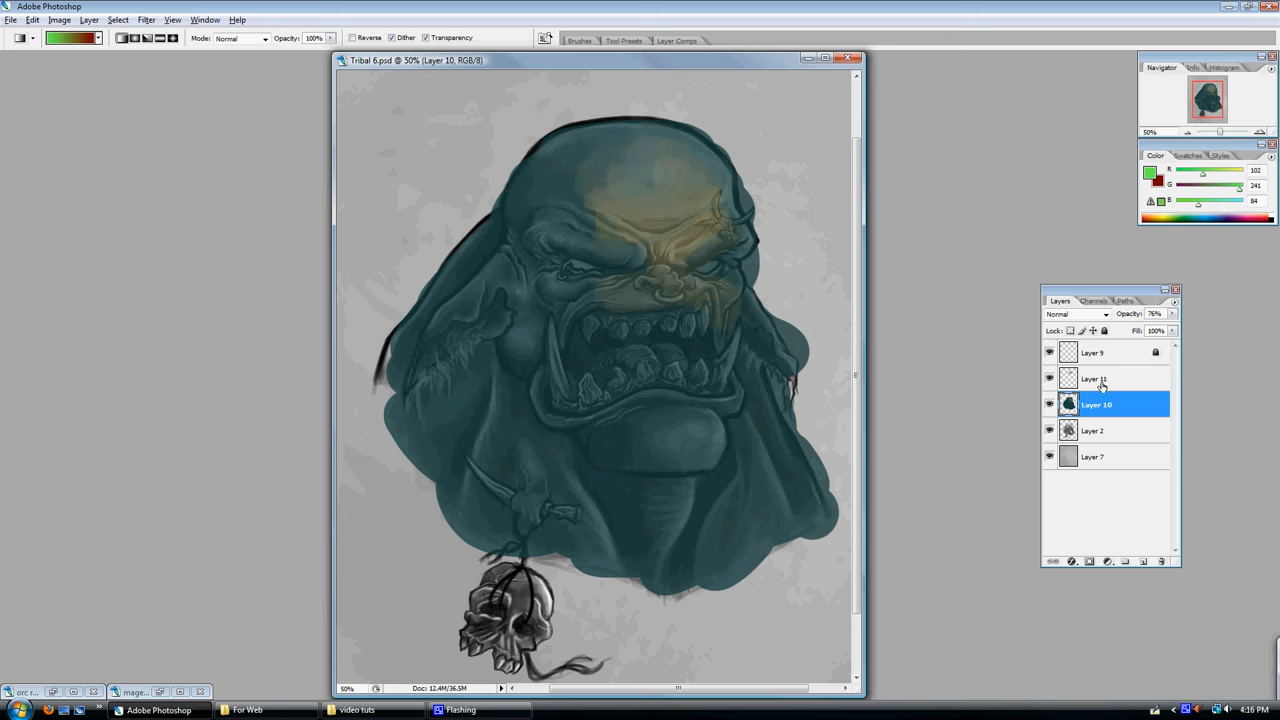 Adobe Photoshop
File Edit Image Layer Select Filter View Window Help
Mode: Normal Opacity: 100% Reverse Dither Transparency Brushes Tool Presets Layer Comps
Tribal 6.psd @ 50% (Layer 10, RGB/8)
Navigator Info Histogram
50%
Color Swatches Styles
R 102
G 241
B 84
Layers Channels Paths
Normal Opacity: 76%
Lock: Fill: 100%
Layer 9
Layer 11
Layer 10
Layer 2
Layer 7
50% Doc: 12.4M/36.5M
orc r... mage...
Adobe Photoshop For Web video tuts Flashing 4:16 PM